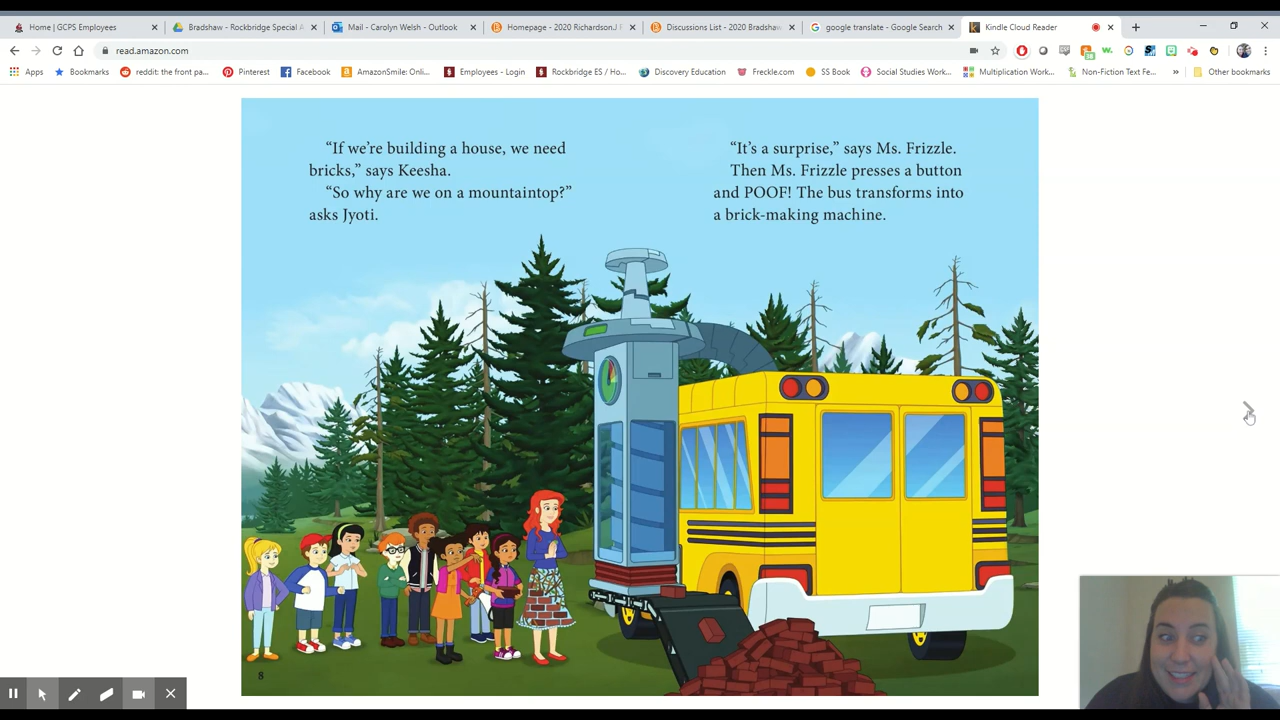 Home | GCPS Employees
Bradshaw - Rockbridge Special A
Mail - Carolyn Welsh - Outlook
Homepage - 2020 Richardson.J F
Discussions List - 2020 Bradshaw
google translate - Google Search
Kindle Cloud Reader
read.amazon.com
Apps
Bookmarks
reddit: the front pa...
Pinterest
Facebook
AmazonSmile: Onli...
Employees - Login
Rockbridge ES / Ho...
Discovery Education
Freckle.com
SS Book
Social Studies Work...
Multiplication Work...
Non-Fiction Text Fe...
»
Other bookmarks
“If we’re building a house, we need
bricks,” says Keesha.
“So why are we on a mountaintop?”
asks Jyoti.
“It’s a surprise,” says Ms. Frizzle.
Then Ms. Frizzle presses a button
and POOF! The bus transforms into
a brick-making machine.
8